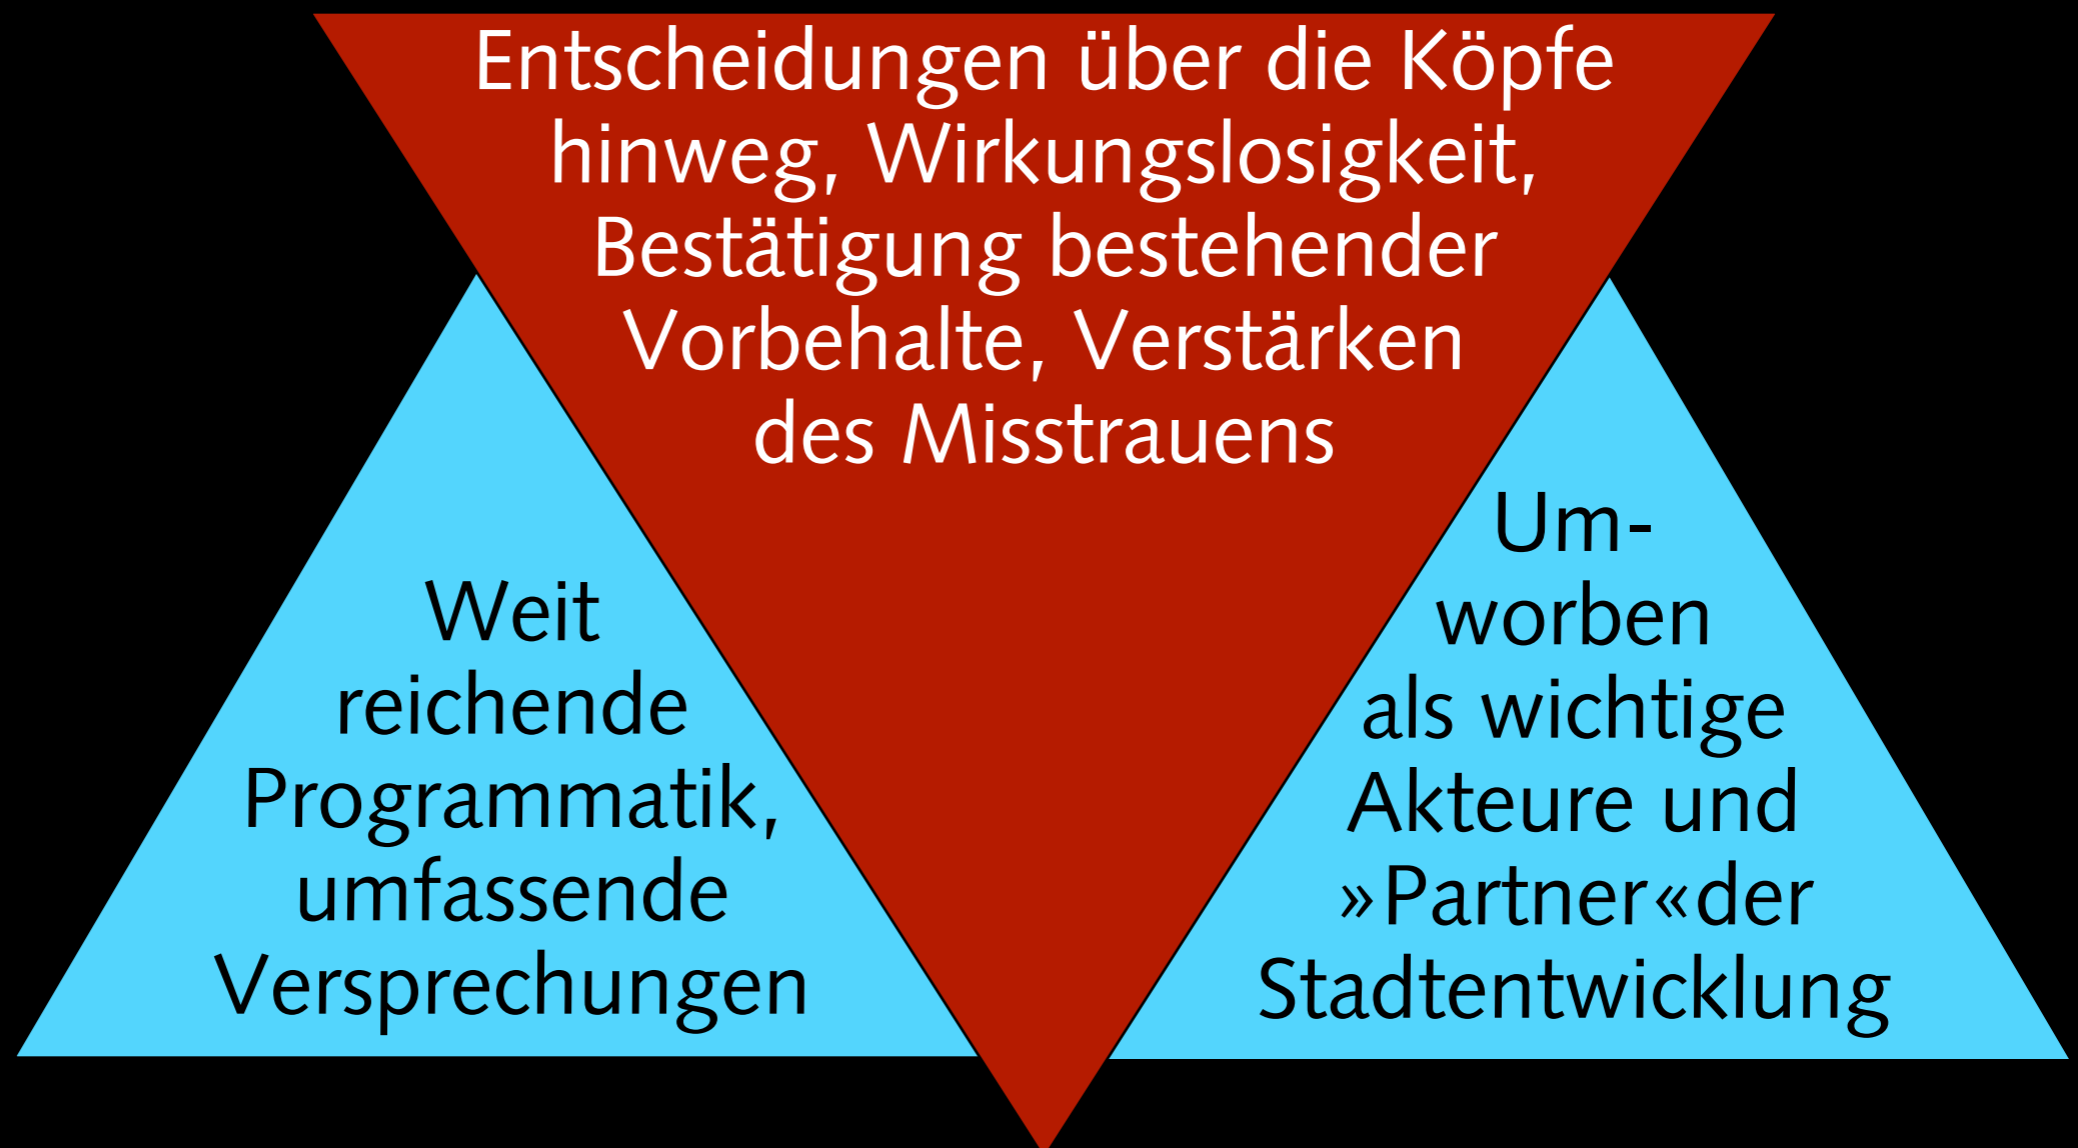 Entscheidungen über die Köpfe
hinweg, Wirkungslosigkeit,
Bestätigung bestehender
Vorbehalte, Verstärken
des Misstrauens
Weit
reichende
Programmatik,
umfassende
Versprechungen
Um-
worben
als wichtige
Akteure und
»Partner«der
Stadtentwicklung